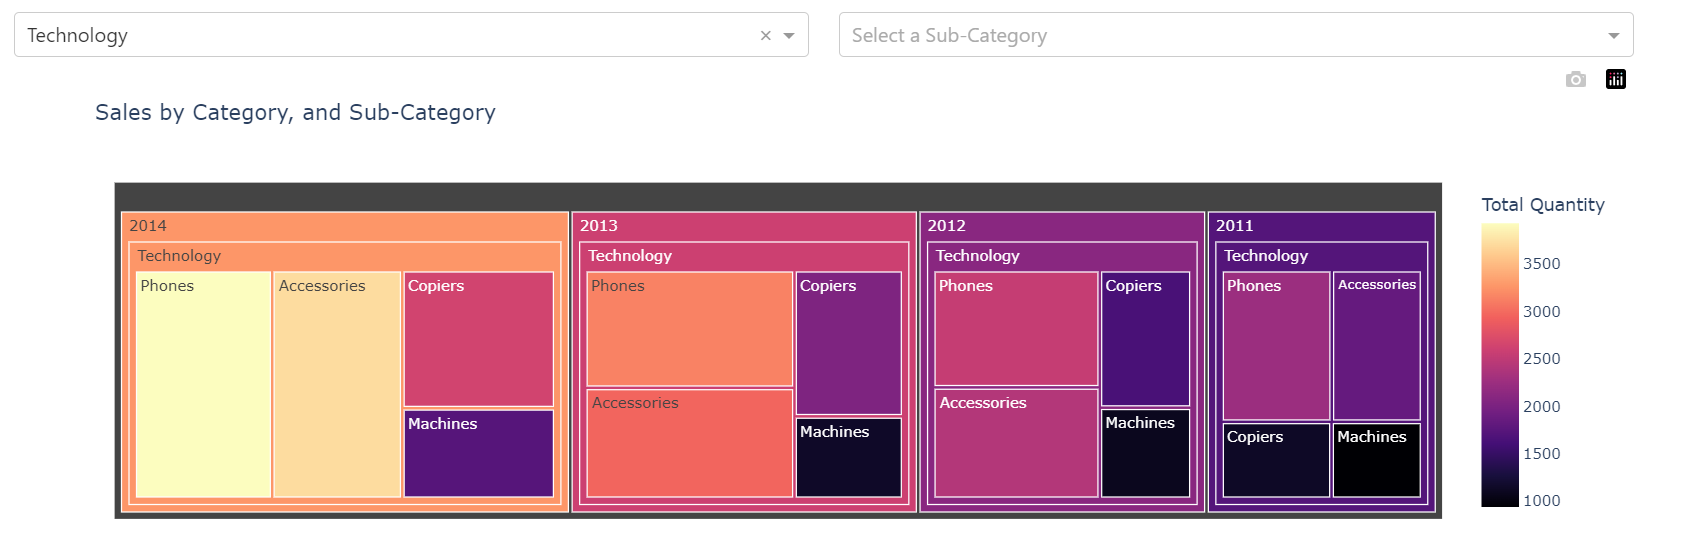 Technology
Select a Sub-Category
Sales by Category, and Sub-Category
2014
Technology
Phones
Accessories
Copiers
Machines
2013
Technology
Phones
Accessories
Copiers
Machines
2012
Technology
Phones
Accessories
Copiers
Machines
2011
Technology
Phones
Accessories
Copiers
Machines
Total Quantity
3500
3000
2500
2000
1500
1000